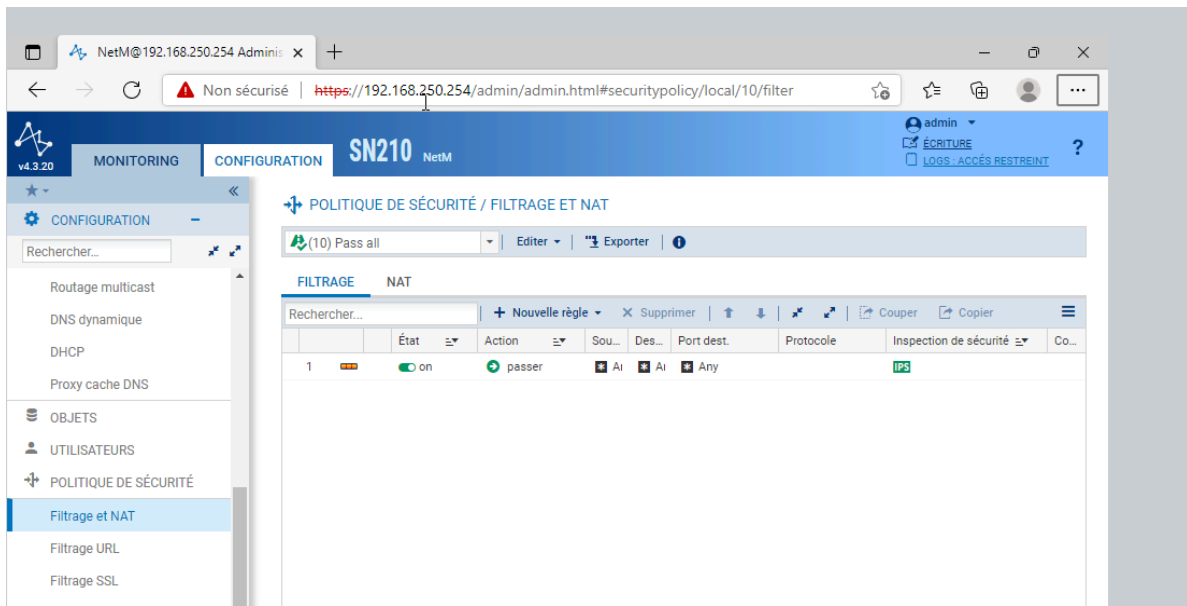 NetM@192.168.250.254 Adminis
Non sécurisé | https://192.168.250.254/admin/admin.html#securitypolicy/local/10/filter
v4.3.20
MONITORING
CONFIGURATION
SN210 NetM
admin
ÉCRITURE
LOGS : ACCÉS RESTREINT
?
CONFIGURATION
Rechercher...
Routage multicast
DNS dynamique
DHCP
Proxy cache DNS
OBJETS
UTILISATEURS
POLITIQUE DE SÉCURITÉ
Filtrage et NAT
Filtrage URL
Filtrage SSL
POLITIQUE DE SÉCURITÉ / FILTRAGE ET NAT
(10) Pass all Editer Exporter
FILTRAGE NAT
Rechercher... Nouvelle règle Supprimer Couper Copier
État Action Sou... Des... Port dest. Protocole Inspection de sécurité Co...
1 on passer Any IPS